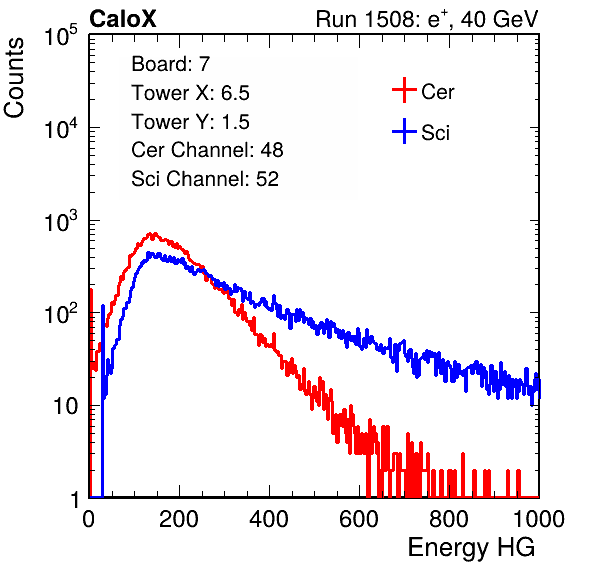 CaloX Run 1508: e⁺, 40 GeV
Counts
10⁵
10⁴
10³
10²
10
1
Board: 7
Tower X: 6.5
Tower Y: 1.5
Cer Channel: 48
Sci Channel: 52
Cer
Sci
0 200 400 600 800 1000
Energy HG